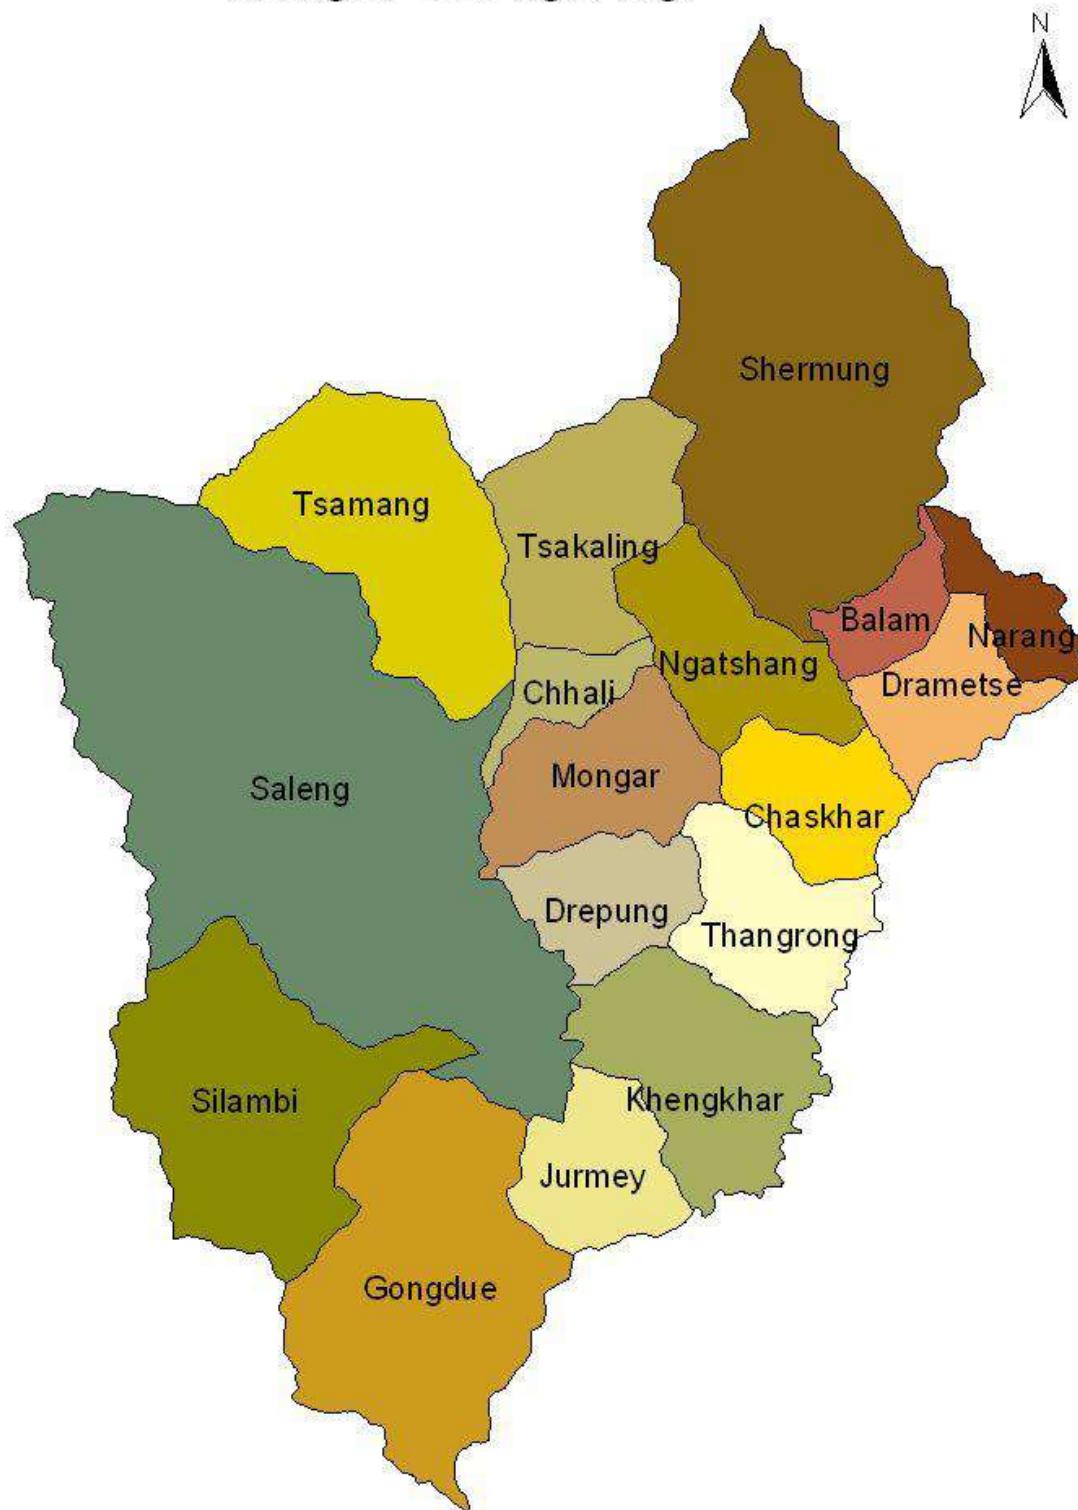 N
Shermung
Tsamang
Tsakaling
Balam
Narang
Ngatshang
Drametse
Chhali
Mongar
Saleng
Chaskhar
Drepung
Thangrong
Silambi
Khengkhar
Jurmey
Gongdue